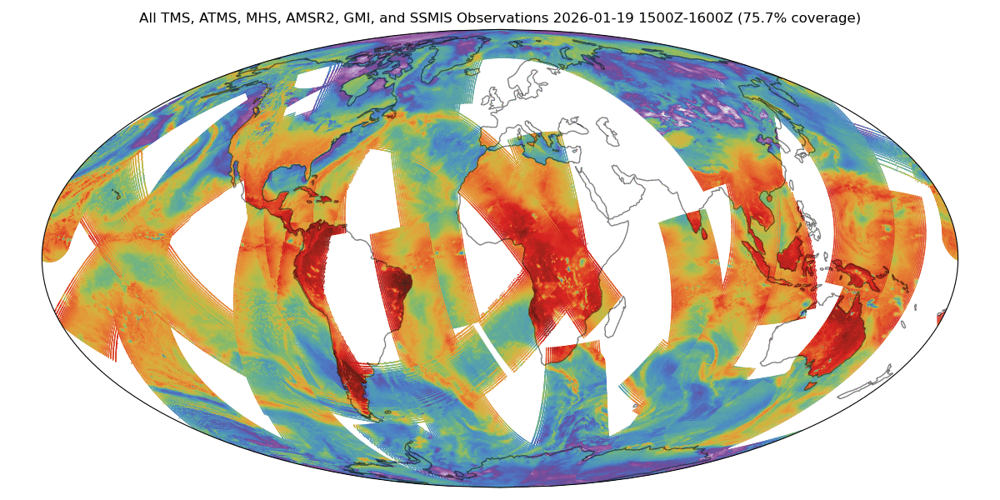 All TMS, ATMS, MHS, AMSR2, GMI, and SSMIS Observations 2026-01-19 1500Z-1600Z (75.7% coverage)